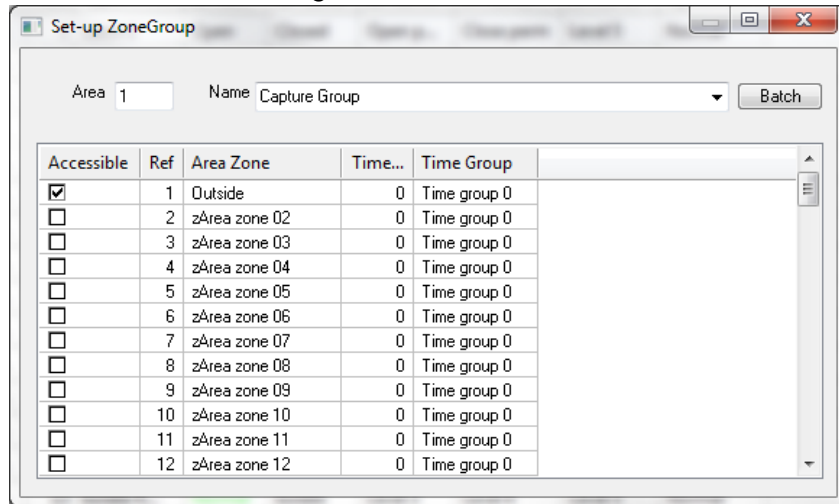 Set-up ZoneGroup
Area 1 Name Capture Group Batch
Accessible Ref Area Zone Time... Time Group
1 Outside 0 Time group 0
2 zArea zone 02 0 Time group 0
3 zArea zone 03 0 Time group 0
4 zArea zone 04 0 Time group 0
5 zArea zone 05 0 Time group 0
6 zArea zone 06 0 Time group 0
7 zArea zone 07 0 Time group 0
8 zArea zone 08 0 Time group 0
9 zArea zone 09 0 Time group 0
10 zArea zone 10 0 Time group 0
11 zArea zone 11 0 Time group 0
12 zArea zone 12 0 Time group 0